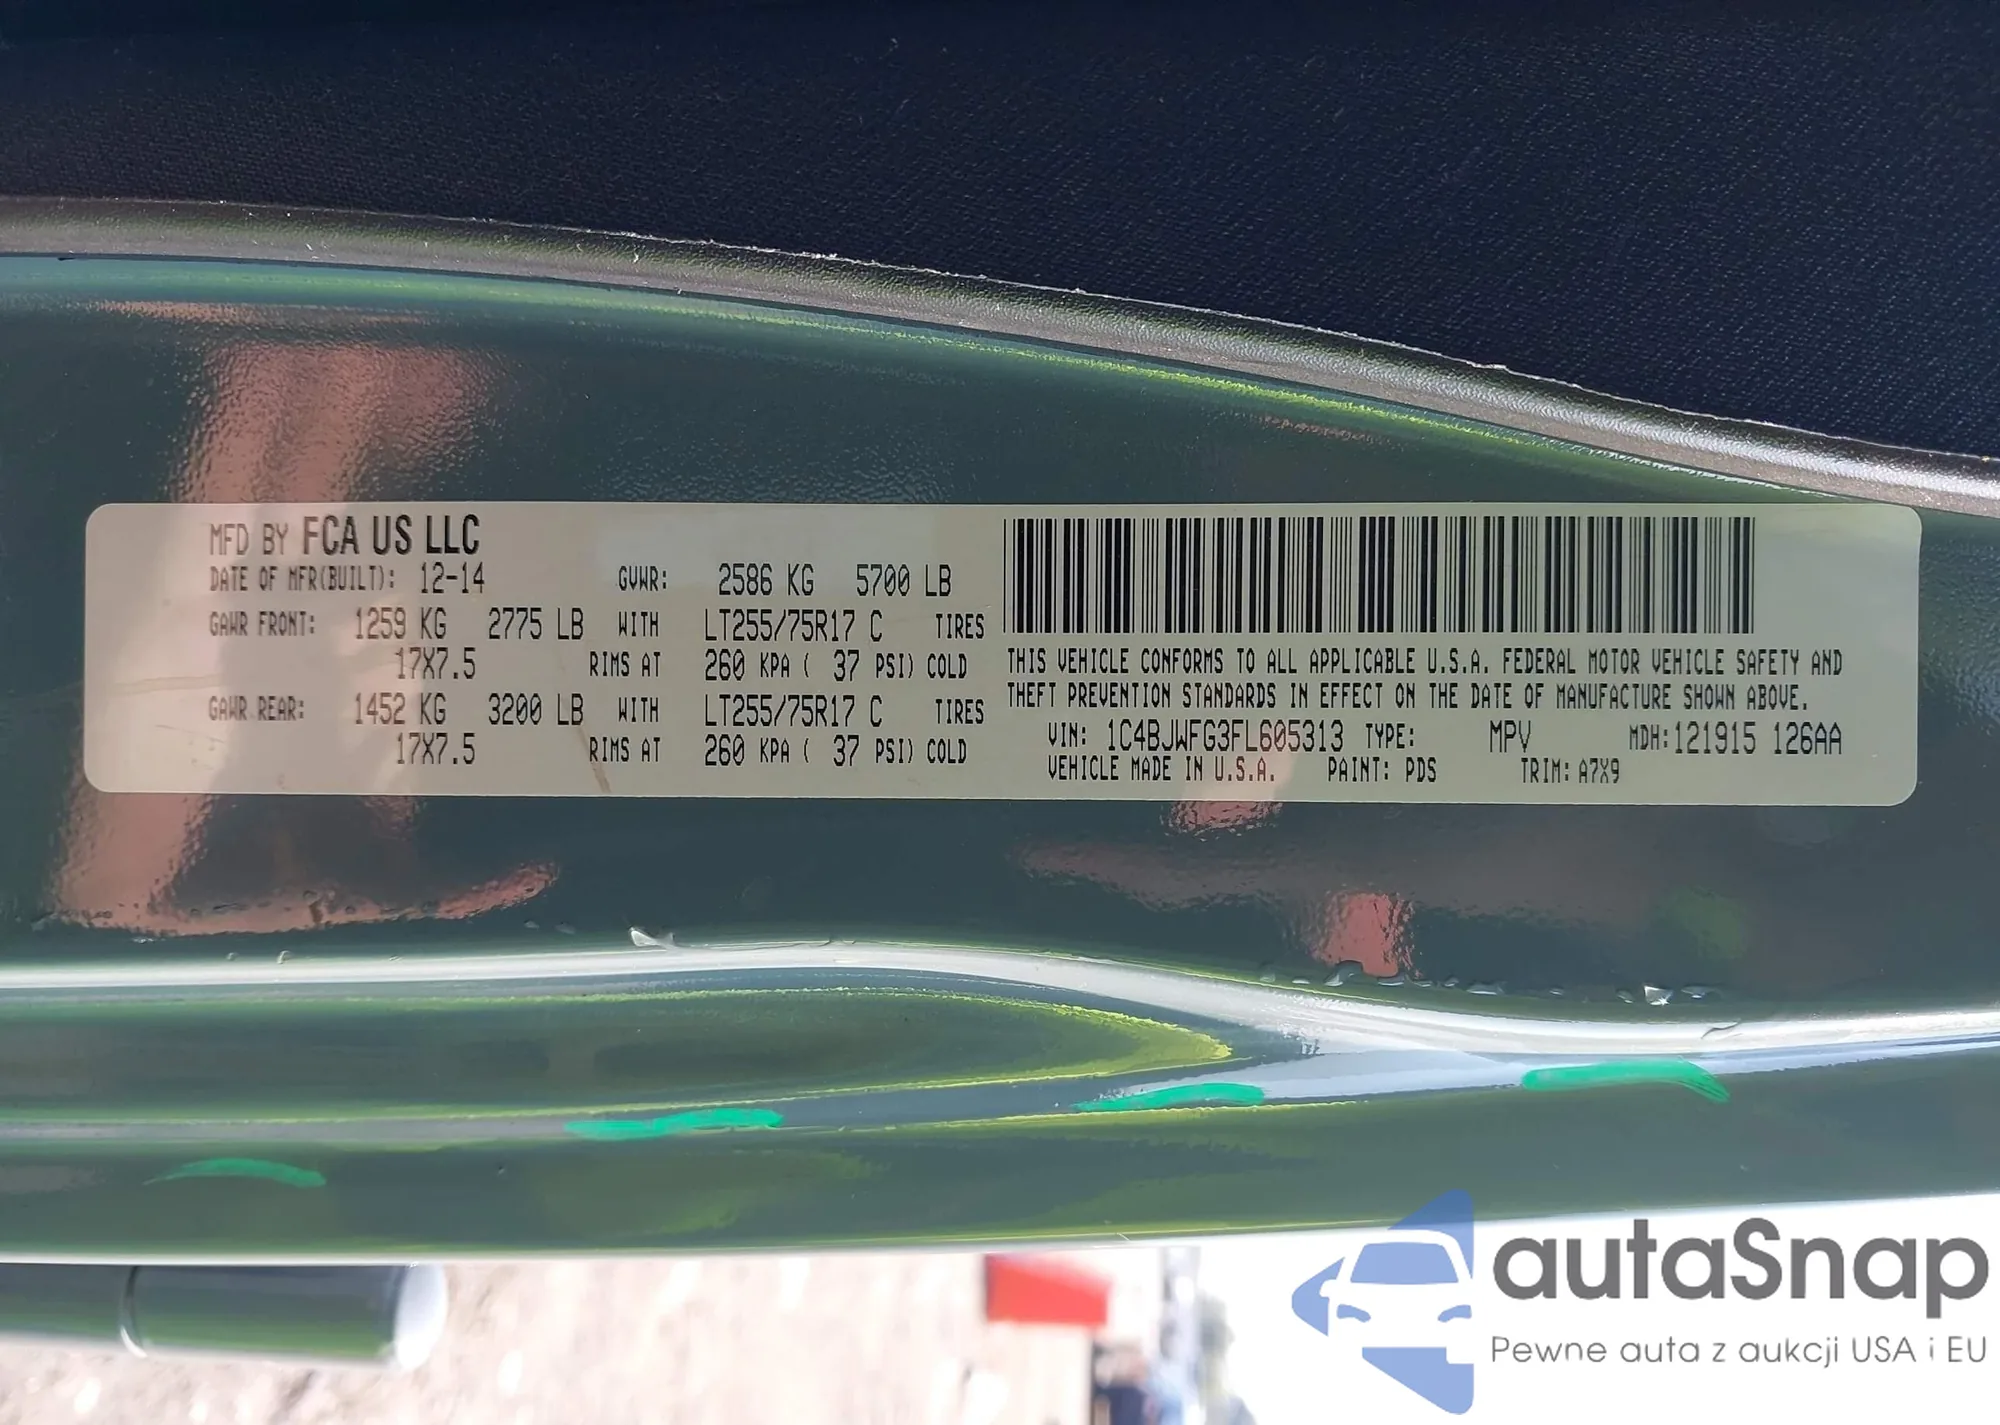 MFD BY FCA US LLC
DATE OF MFR(BUILT): 12-14 GVWR: 2586 KG 5700 LB
GAWR FRONT: 1259 KG 2775 LB WITH LT255/75R17 C TIRES
17X7.5 RIMS AT 260 KPA ( 37 PSI) COLD
GAWR REAR: 1452 KG 3200 LB WITH LT255/75R17 C TIRES
17X7.5 RIMS AT 260 KPA ( 37 PSI) COLD
THIS VEHICLE CONFORMS TO ALL APPLICABLE U.S.A. FEDERAL MOTOR VEHICLE SAFETY AND
THEFT PREVENTION STANDARDS IN EFFECT ON THE DATE OF MANUFACTURE SHOWN ABOVE.
VIN: 1C4BJWFG3FL605313 TYPE: MPV MDH:121915 126AA
VEHICLE MADE IN U.S.A. PAINT: PDS TRIM: A7X9
autaSnap
Pewne auta z aukcji USA i EU